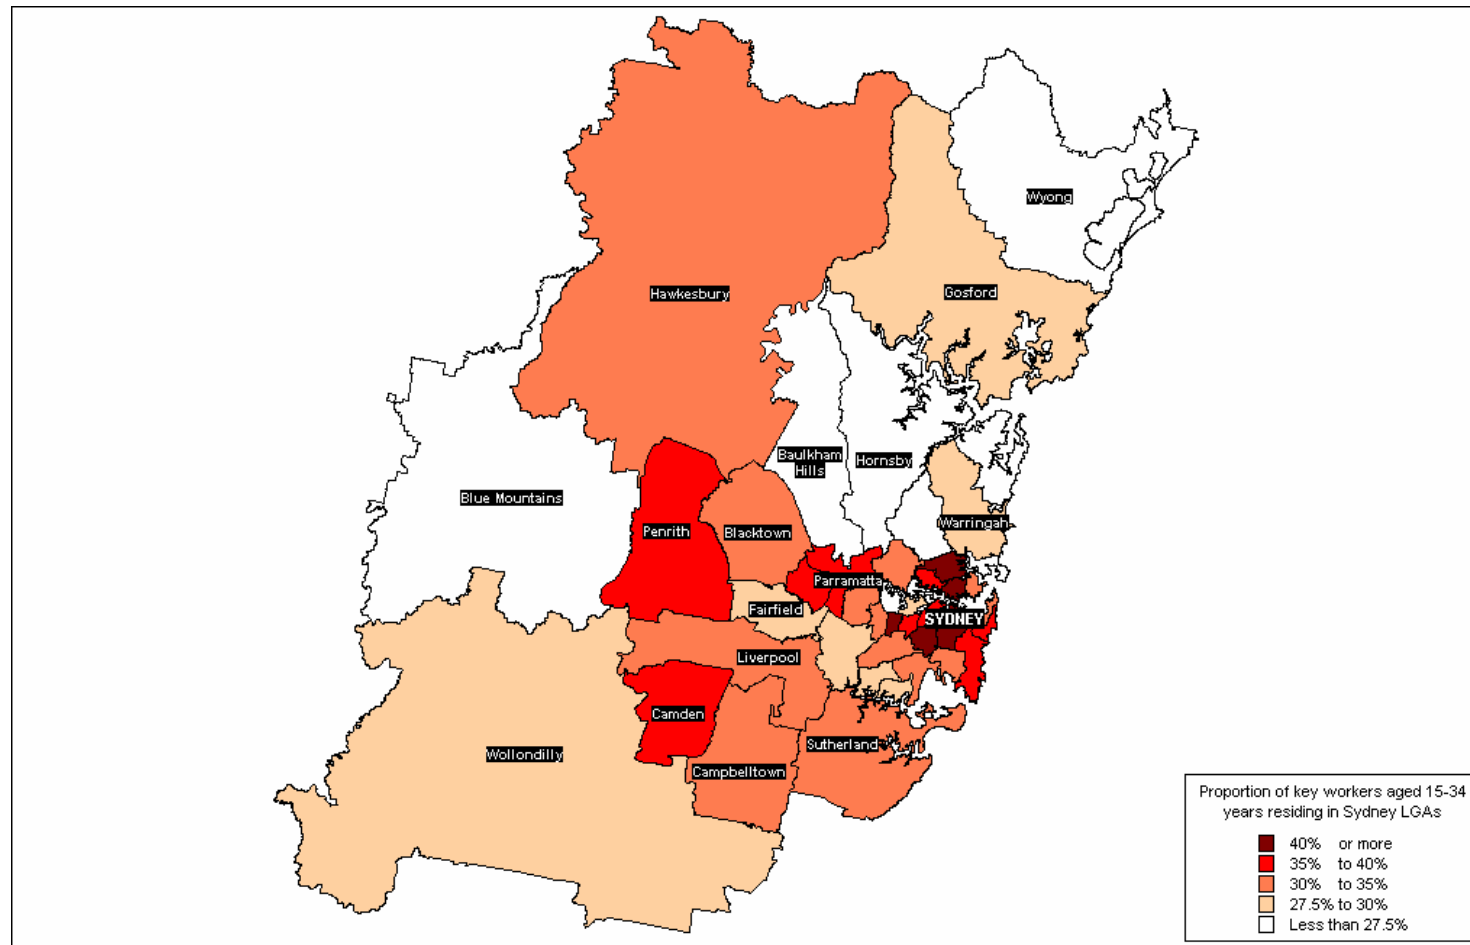 Wyong
Hawkesbury
Gosford
Baulkham
Hills
Hornsby
Blue Mountains
Warringah
Penrith
Blacktown
Parramatta
Fairfield
SYDNEY
Liverpool
Camden
Sutherland
Wollondilly
Campbelltown
Proportion of key workers aged 15-34
years residing in Sydney LGAs
40% or more
35% to 40%
30% to 35%
27.5% to 30%
Less than 27.5%